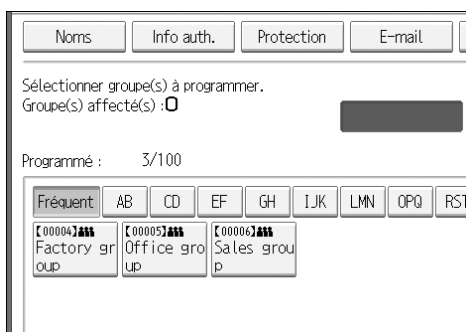 Noms Info auth. Protection E-mail
Sélectionner groupe(s) à programmer.
Groupe(s) affecté(s) :0
Programmé : 3/100
Fréquent AB CD EF GH IJK LMN OPQ RST
【00004】 【00005】 【00006】
Factory gr Office gro Sales grou
oup up p